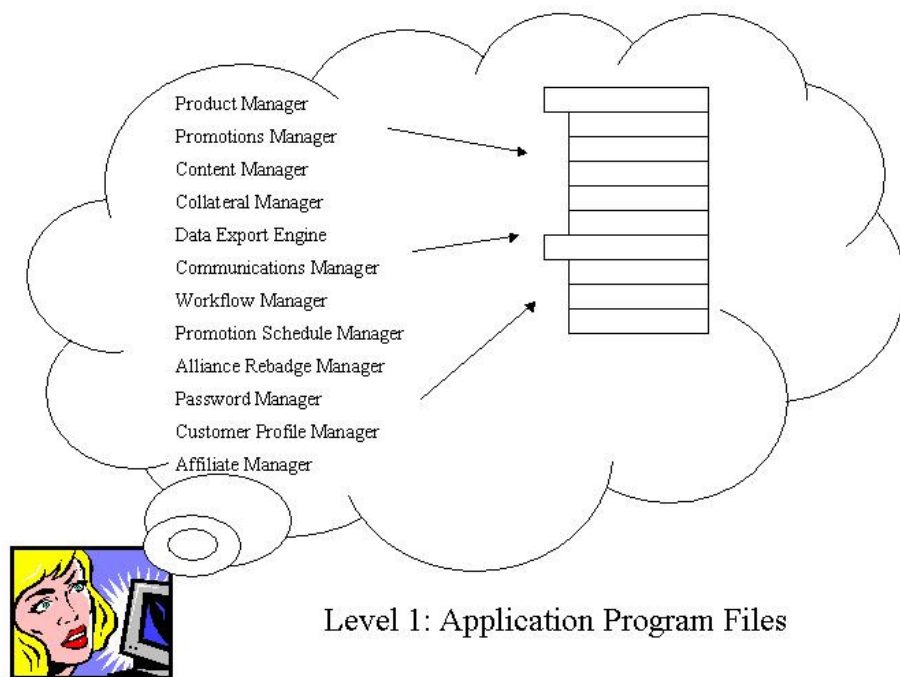 Product Manager
Promotions Manager
Content Manager
Collateral Manager
Data Export Engine
Communications Manager
Workflow Manager
Promotion Schedule Manager
Alliance Rebadge Manager
Password Manager
Customer Profile Manager
Affiliate Manager
Level 1: Application Program Files